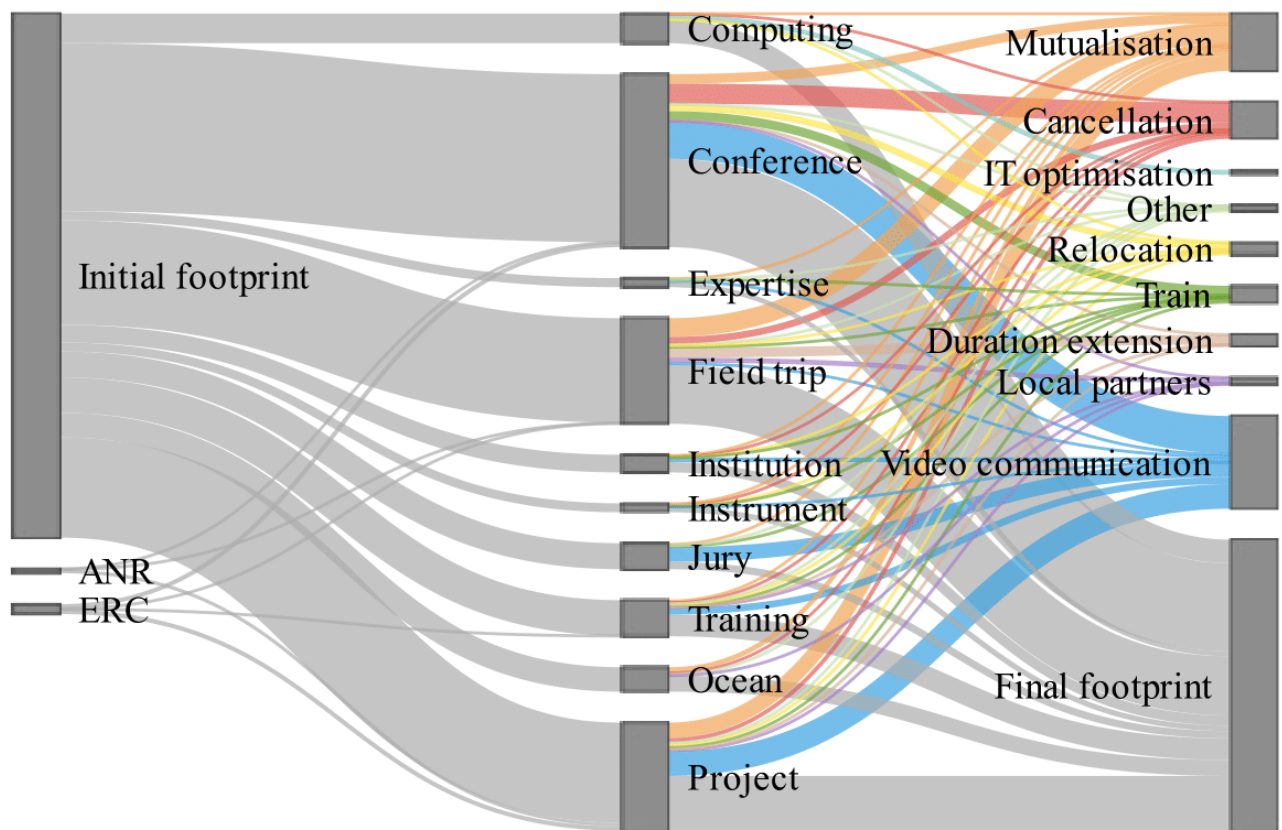 Initial footprint
ANR
ERC
Computing
Conference
Expertise
Field trip
Institution
Instrument
Jury
Training
Ocean
Project
Mutualisation
Cancellation
IT optimisation
Other
Relocation
Train
Duration extension
Local partners
Video communication
Final footprint